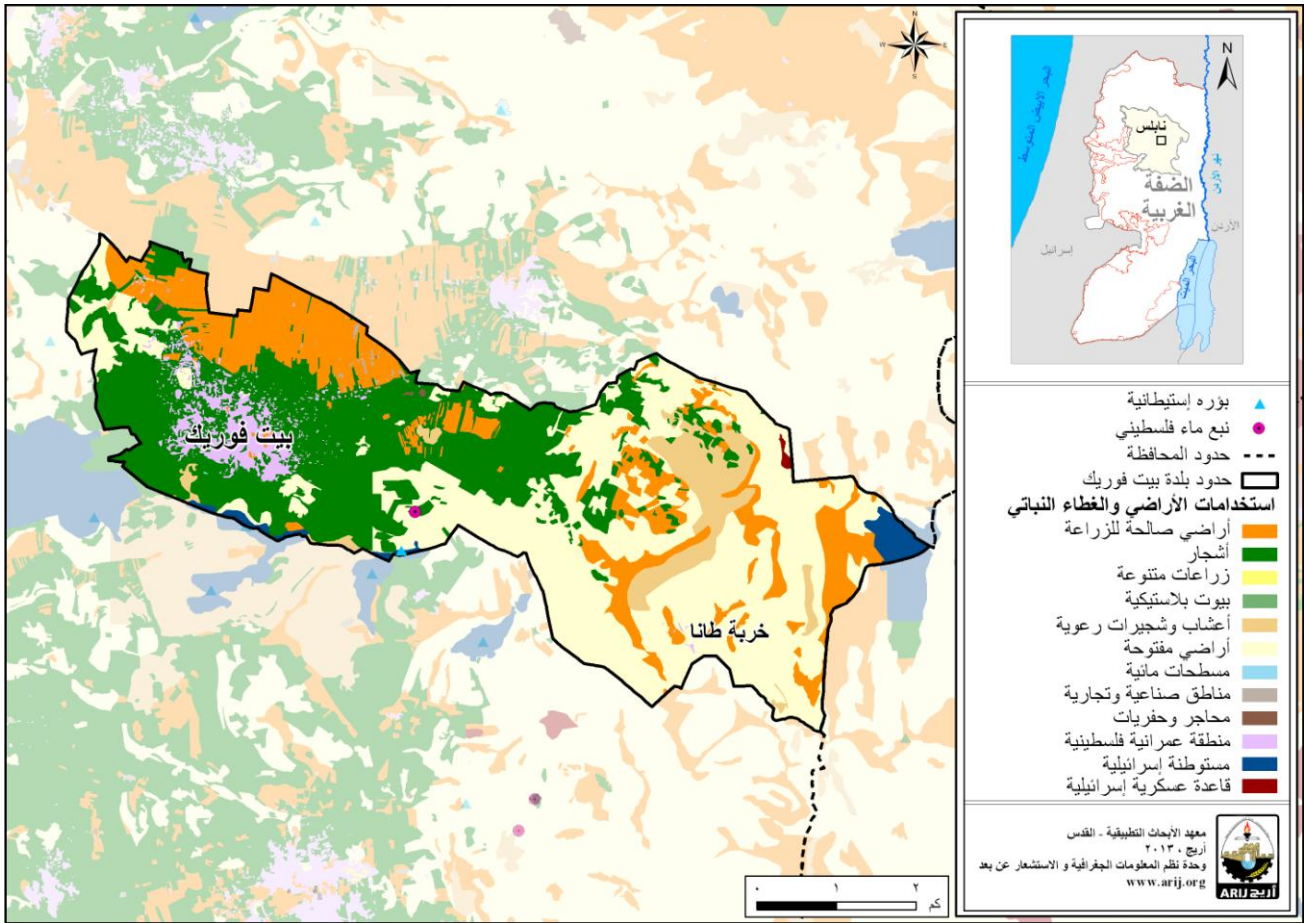 N
W
E
S
بيت فوريك
خربة طانا
٠
١
٢
كم
N
البحر الابيض المتوسط
نابلس
نهر الأردن
الضفة
الغربية
الأردن
إسرائيل
البحر الميت
بؤره إستيطانية
نبع ماء فلسطيني
حدود المحافظة
حدود بلدة بيت فوريك
استخدامات الأراضي والغطاء النباتي
أراضي صالحة للزراعة
أشجار
زراعات متنوعة
بيوت بلاستيكية
أعشاب وشجيرات رعوية
أراضي مفتوحة
مسطحات مائية
مناطق صناعية وتجارية
محاجر وحفريات
منطقة عمرانية فلسطينية
مستوطنة إسرائيلية
قاعدة عسكرية إسرائيلية
معهد الأبحاث التطبيقية - القدس
أريج ، ٢٠١٣
وحدة نظم المعلومات الجغرافية و الاستشعار عن بعد
www.arij.org
ARIJ أريج